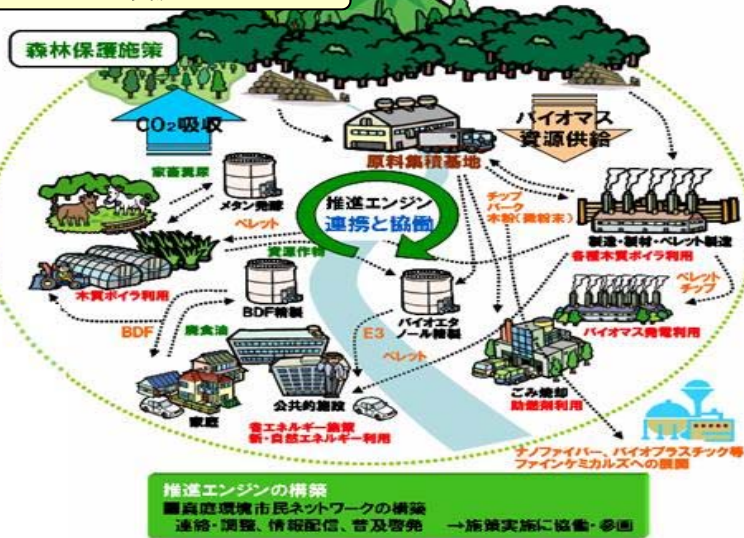 森林保護施策
CO₂吸収
バイオマス
資源供給
原料集積基地
家畜糞尿
メタン発酵
推進エンジン
連携と協働
チップ
バーク
木粉(微粉末)
製造・製材・ペレット製造
各種木質ボイラ利用
ペレット
資源作物
木質ボイラ利用
BDF精製
バイオエタ
ノール精製
ペレット
チップ
バイオマス発電利用
BDF
廃食油
E3
ペレット
ごみ焼却
助燃剤利用
家庭
公共的施設
省エネルギー施策
新・自然エネルギー利用
ナノファイバー、バイオプラスチック等
ファインケミカルズへの展開
推進エンジンの構築
■真庭環境市民ネットワークの構築
連絡・調整、情報配信、普及啓発 →施策実施に協働・参画